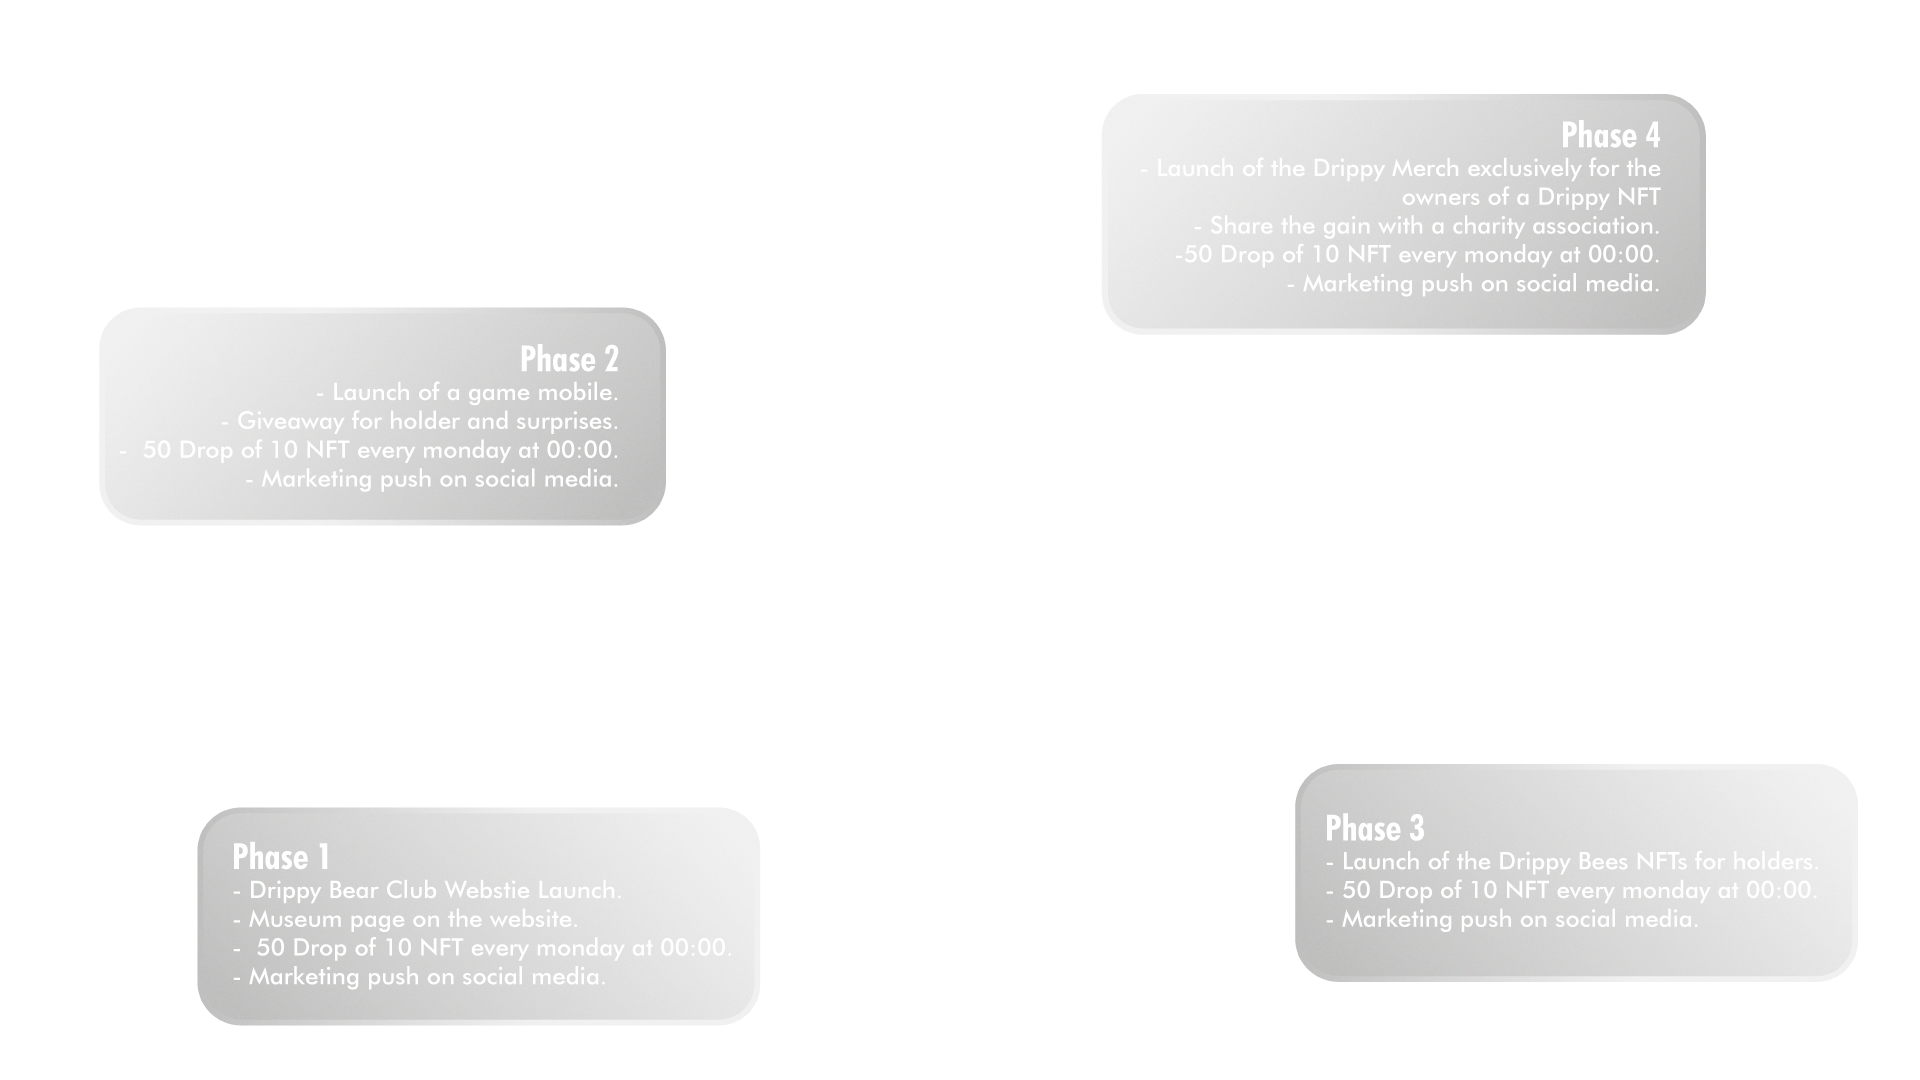 Phase 4
- Launch of the Drippy Merch exclusively for the
owners of a Drippy NFT
- Share the gain with a charity association.
-50 Drop of 10 NFT every monday at 00:00.
- Marketing push on social media.
Phase 2
- Launch of a game mobile.
- Giveaway for holder and surprises.
-  50 Drop of 10 NFT every monday at 00:00.
- Marketing push on social media.
Phase 3
- Launch of the Drippy Bees NFTs for holders.
- 50 Drop of 10 NFT every monday at 00:00.
- Marketing push on social media.
Phase 1
- Drippy Bear Club Webstie Launch.
- Museum page on the website.
-  50 Drop of 10 NFT every monday at 00:00.
- Marketing push on social media.